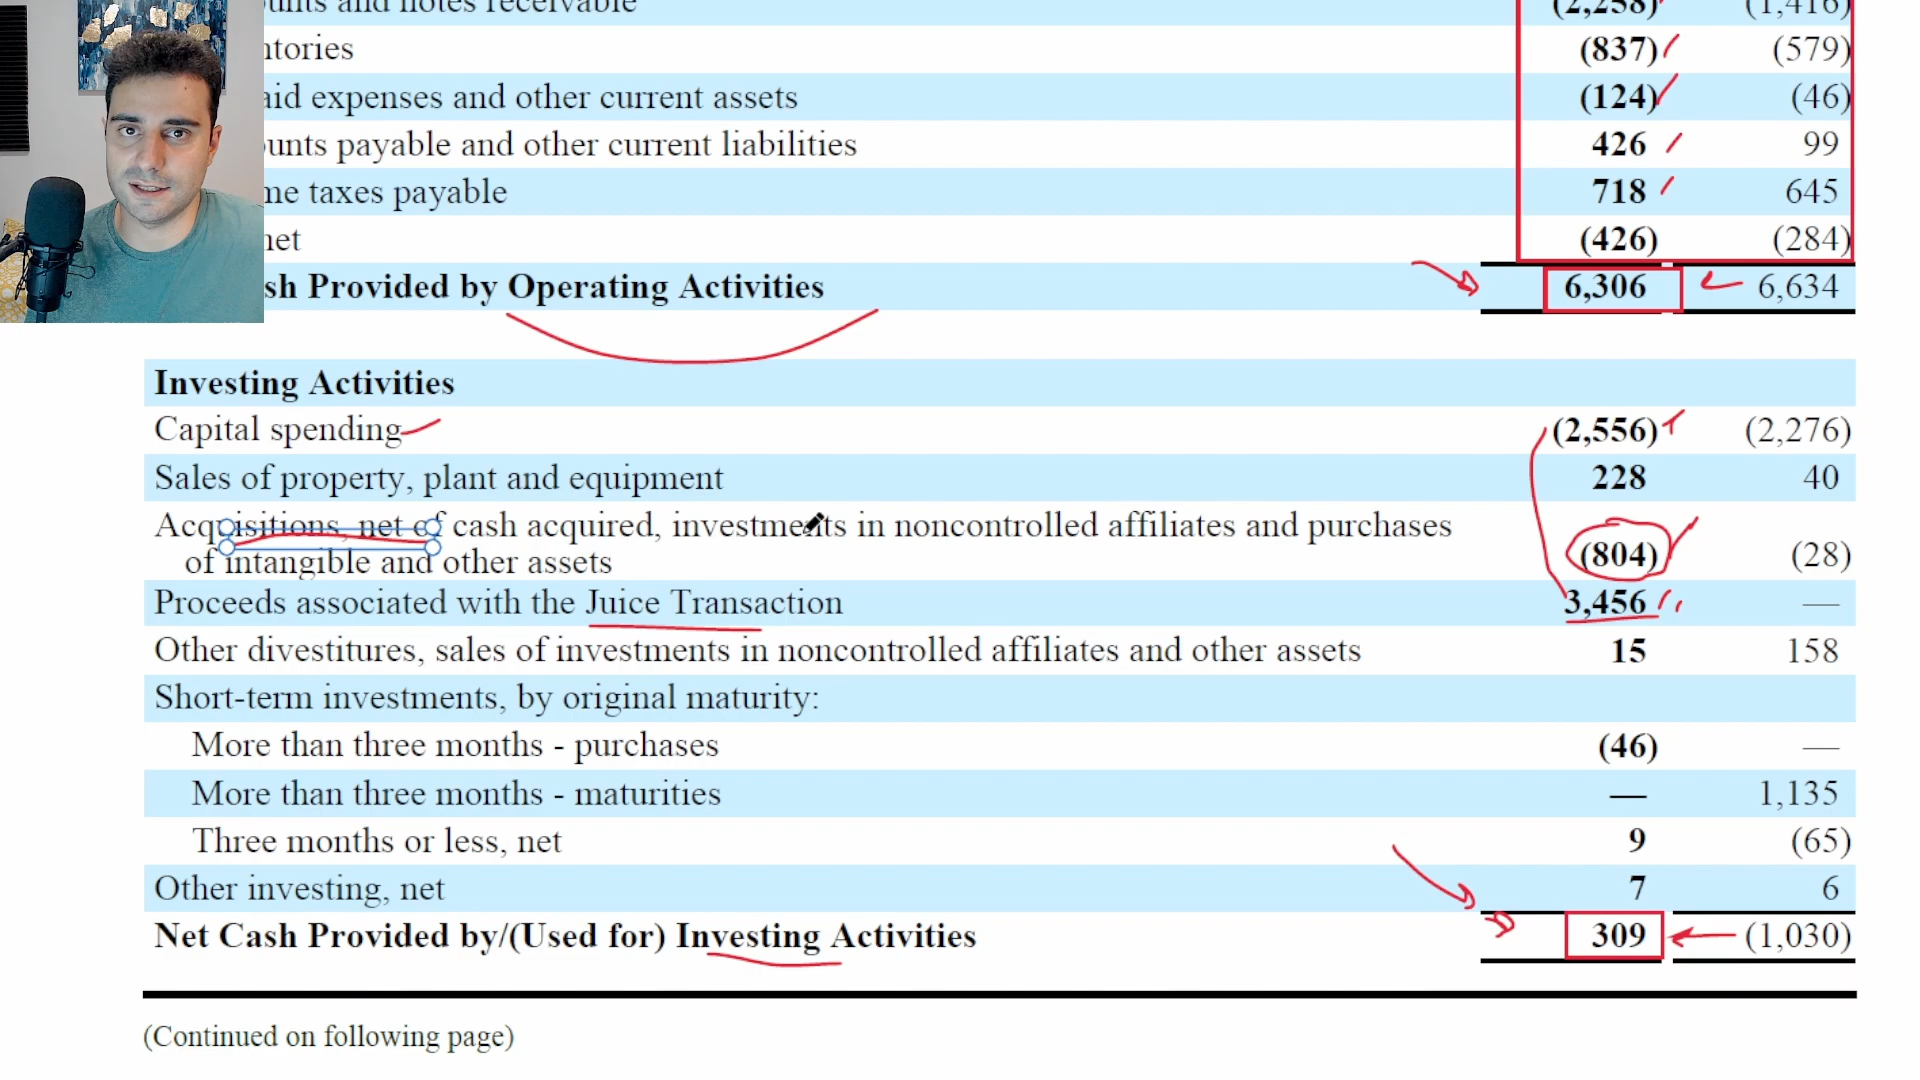 notes receivable (2,258) (1,416)
ntories (837) (579)
aid expenses and other current assets (124) (46)
unts payable and other current liabilities 426 99
me taxes payable 718 645
net (426) (284)
sh Provided by Operating Activities 6,306 6,634
Investing Activities
Capital spending (2,556) (2,276)
Sales of property, plant and equipment 228 40
Acquisitions, net of cash acquired, investments in noncontrolled affiliates and purchases
of intangible and other assets (804) (28)
Proceeds associated with the Juice Transaction 3,456 —
Other divestitures, sales of investments in noncontrolled affiliates and other assets 15 158
Short-term investments, by original maturity:
More than three months - purchases (46) —
More than three months - maturities — 1,135
Three months or less, net 9 (65)
Other investing, net 7 6
Net Cash Provided by/(Used for) Investing Activities 309 (1,030)
(Continued on following page)